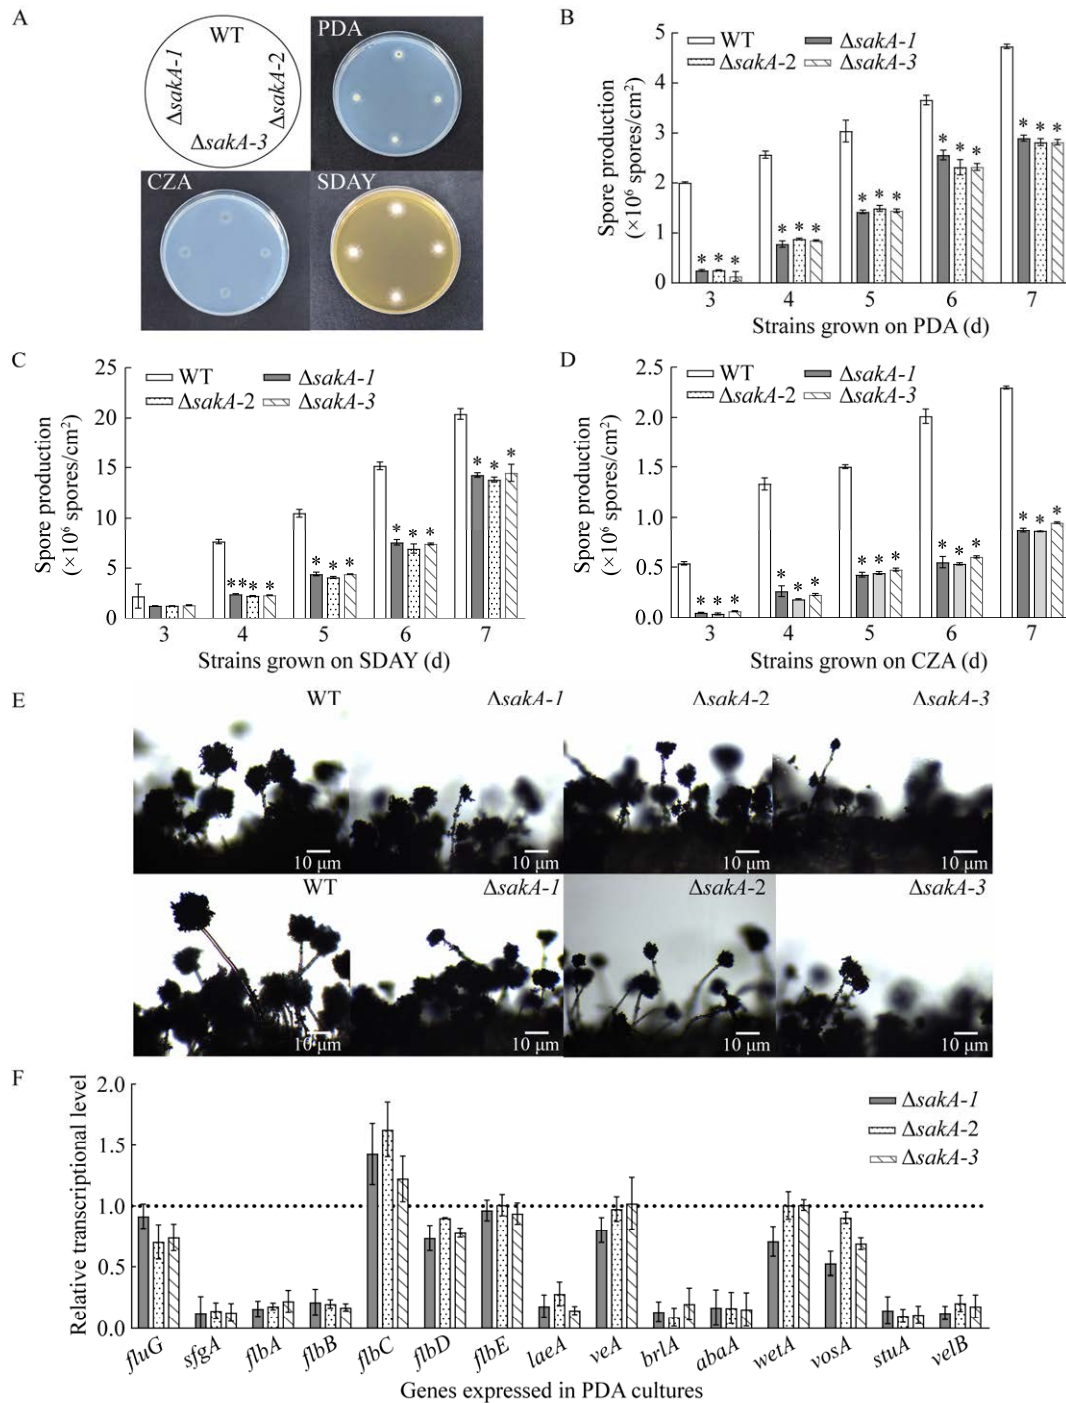 A
WT
ΔsakA-1
ΔsakA-2
ΔsakA-3
PDA
CZA
SDAY
B
Spore production
(×10⁶ spores/cm²)
WT
ΔsakA-1
ΔsakA-2
ΔsakA-3
5
4
3
2
1
0
* * *
* * *
* * *
* * *
* * *
3 4 5 6 7
Strains grown on PDA (d)
C
Spore production
(×10⁶ spores/cm²)
WT
ΔsakA-1
ΔsakA-2
ΔsakA-3
25
20
15
10
5
0
** * *
* * *
* * *
* * *
3 4 5 6 7
Strains grown on SDAY (d)
D
Spore production
(×10⁶ spores/cm²)
WT
ΔsakA-1
ΔsakA-2
ΔsakA-3
2.5
2.0
1.5
1.0
0.5
0.0
* * *
* * *
* * *
* * *
* * *
3 4 5 6 7
Strains grown on CZA (d)
E
WT ΔsakA-1 ΔsakA-2 ΔsakA-3
10 μm 10 μm 10 μm 10 μm
WT ΔsakA-1 ΔsakA-2 ΔsakA-3
10 μm 10 μm 10 μm 10 μm
F
Relative transcriptional level
2.0
1.5
1.0
0.5
0.0
ΔsakA-1
ΔsakA-2
ΔsakA-3
fluG sfgA flbA flbB flbC flbD flbE laeA veA brlA abaA wetA vosA stuA velB
Genes expressed in PDA cultures